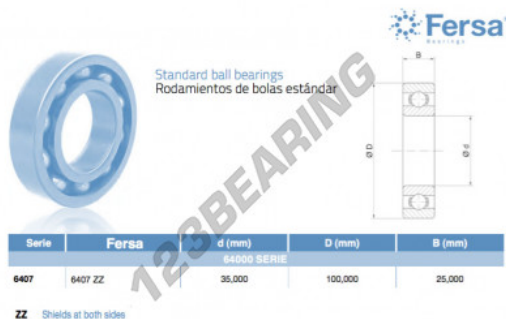 Fersa
Bearings
Standard ball bearings
Rodamientos de bolas estándar
B
Ø D
Ø d
123BEARING
Serie Fersa d (mm) D (mm) B (mm)
64000 SERIE
6407 6407 ZZ 35,000 100,000 25,000
ZZ Shields at both sides